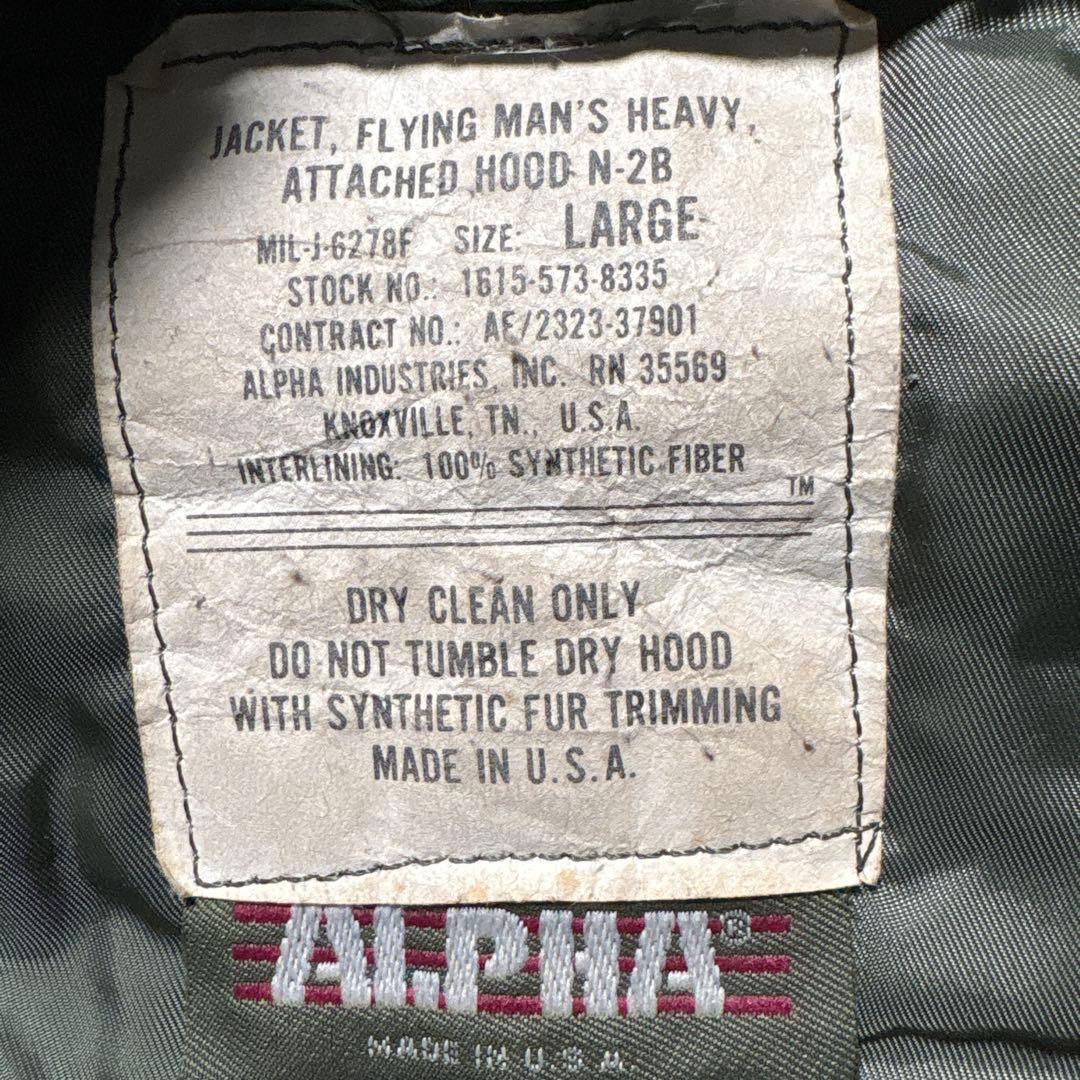 JACKET, FLYING MAN'S HEAVY,
ATTACHED HOOD N-2B
MIL-J-6278F SIZE: LARGE
STOCK NO.: 1615-573-8335
CONTRACT NO.: AF/2323-37901
ALPHA INDUSTRIES, INC. RN 35569
KNOXVILLE, TN., U.S.A.
INTERLINING: 100% SYNTHETIC FIBER
TM
DRY CLEAN ONLY
DO NOT TUMBLE DRY HOOD
WITH SYNTHETIC FUR TRIMMING
MADE IN U.S.A.
ALPHA®
MADE IN U.S.A.